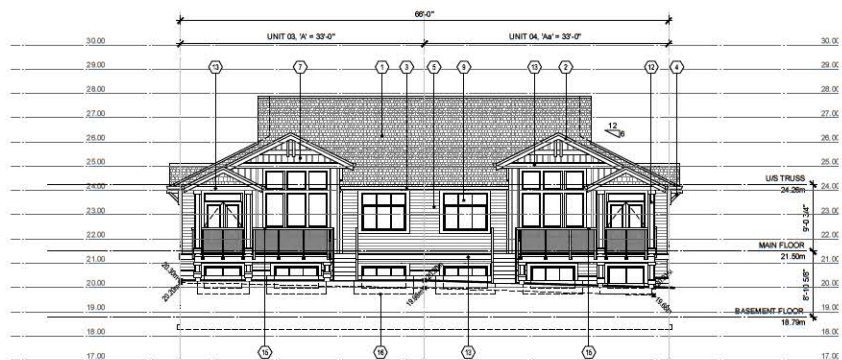 66'-0"
UNIT 03, 'A' = 33'-0" UNIT 04, 'Aa' = 33'-0"
30.00 30.00
29.00 29.00
13 7 1 3 5 9 13 2 12 4
28.00 28.00
27.00 27.00
26.00 12 6 26.00
25.00 25.00
U/S TRUSS
24.00 24.26m 24.00
23.00 9'-0 3/4" 23.00
22.00 22.00
MAIN FLOOR
21.00 21.50m 21.00
20.00 8'-10 5/8" 20.00
19.00 19.00
BASEMENT FLOOR
18.79m
18.00 18.00
15 16 13 15
17.00 17.00